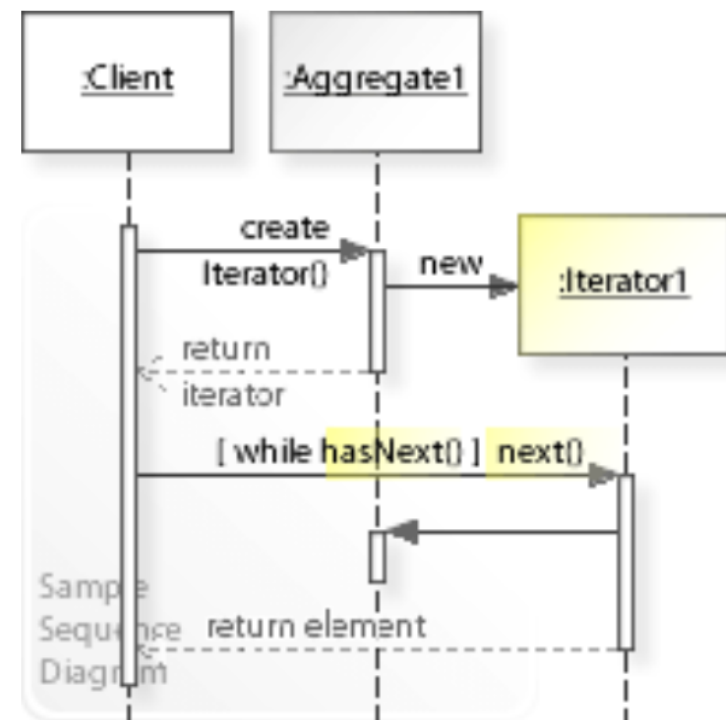 :Client
:Aggregate1
create
Iterator()
new
:Iterator1
return
iterator
[ while hasNext() ] next()
return element
Sample
Sequence
Diagram